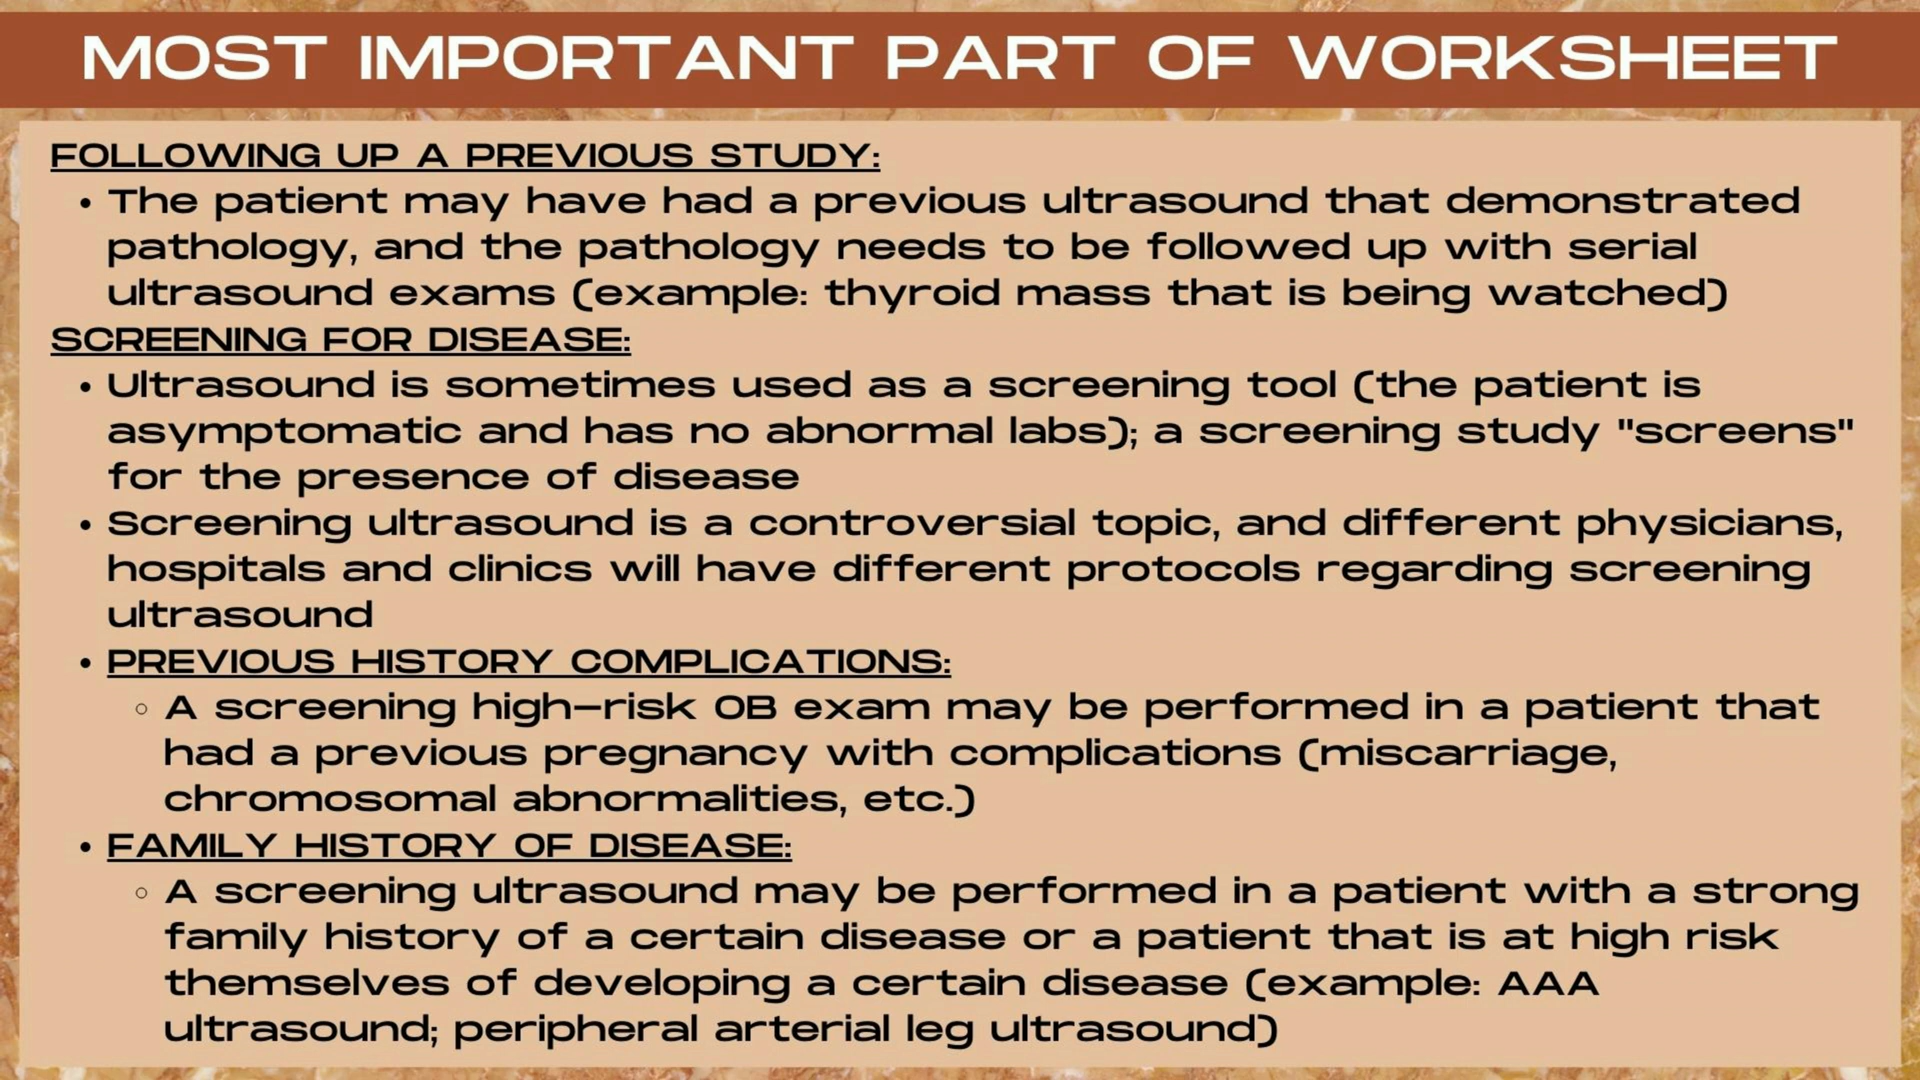 MOST IMPORTANT PART OF WORKSHEET
FOLLOWING UP A PREVIOUS STUDY:
• The patient may have had a previous ultrasound that demonstrated
pathology, and the pathology needs to be followed up with serial
ultrasound exams (example: thyroid mass that is being watched)
SCREENING FOR DISEASE:
• Ultrasound is sometimes used as a screening tool (the patient is
asymptomatic and has no abnormal labs); a screening study "screens"
for the presence of disease
• Screening ultrasound is a controversial topic, and different physicians,
hospitals and clinics will have different protocols regarding screening
ultrasound
• PREVIOUS HISTORY COMPLICATIONS:
◦ A screening high-risk OB exam may be performed in a patient that
had a previous pregnancy with complications (miscarriage,
chromosomal abnormalities, etc.)
• FAMILY HISTORY OF DISEASE:
◦ A screening ultrasound may be performed in a patient with a strong
family history of a certain disease or a patient that is at high risk
themselves of developing a certain disease (example: AAA
ultrasound; peripheral arterial leg ultrasound)